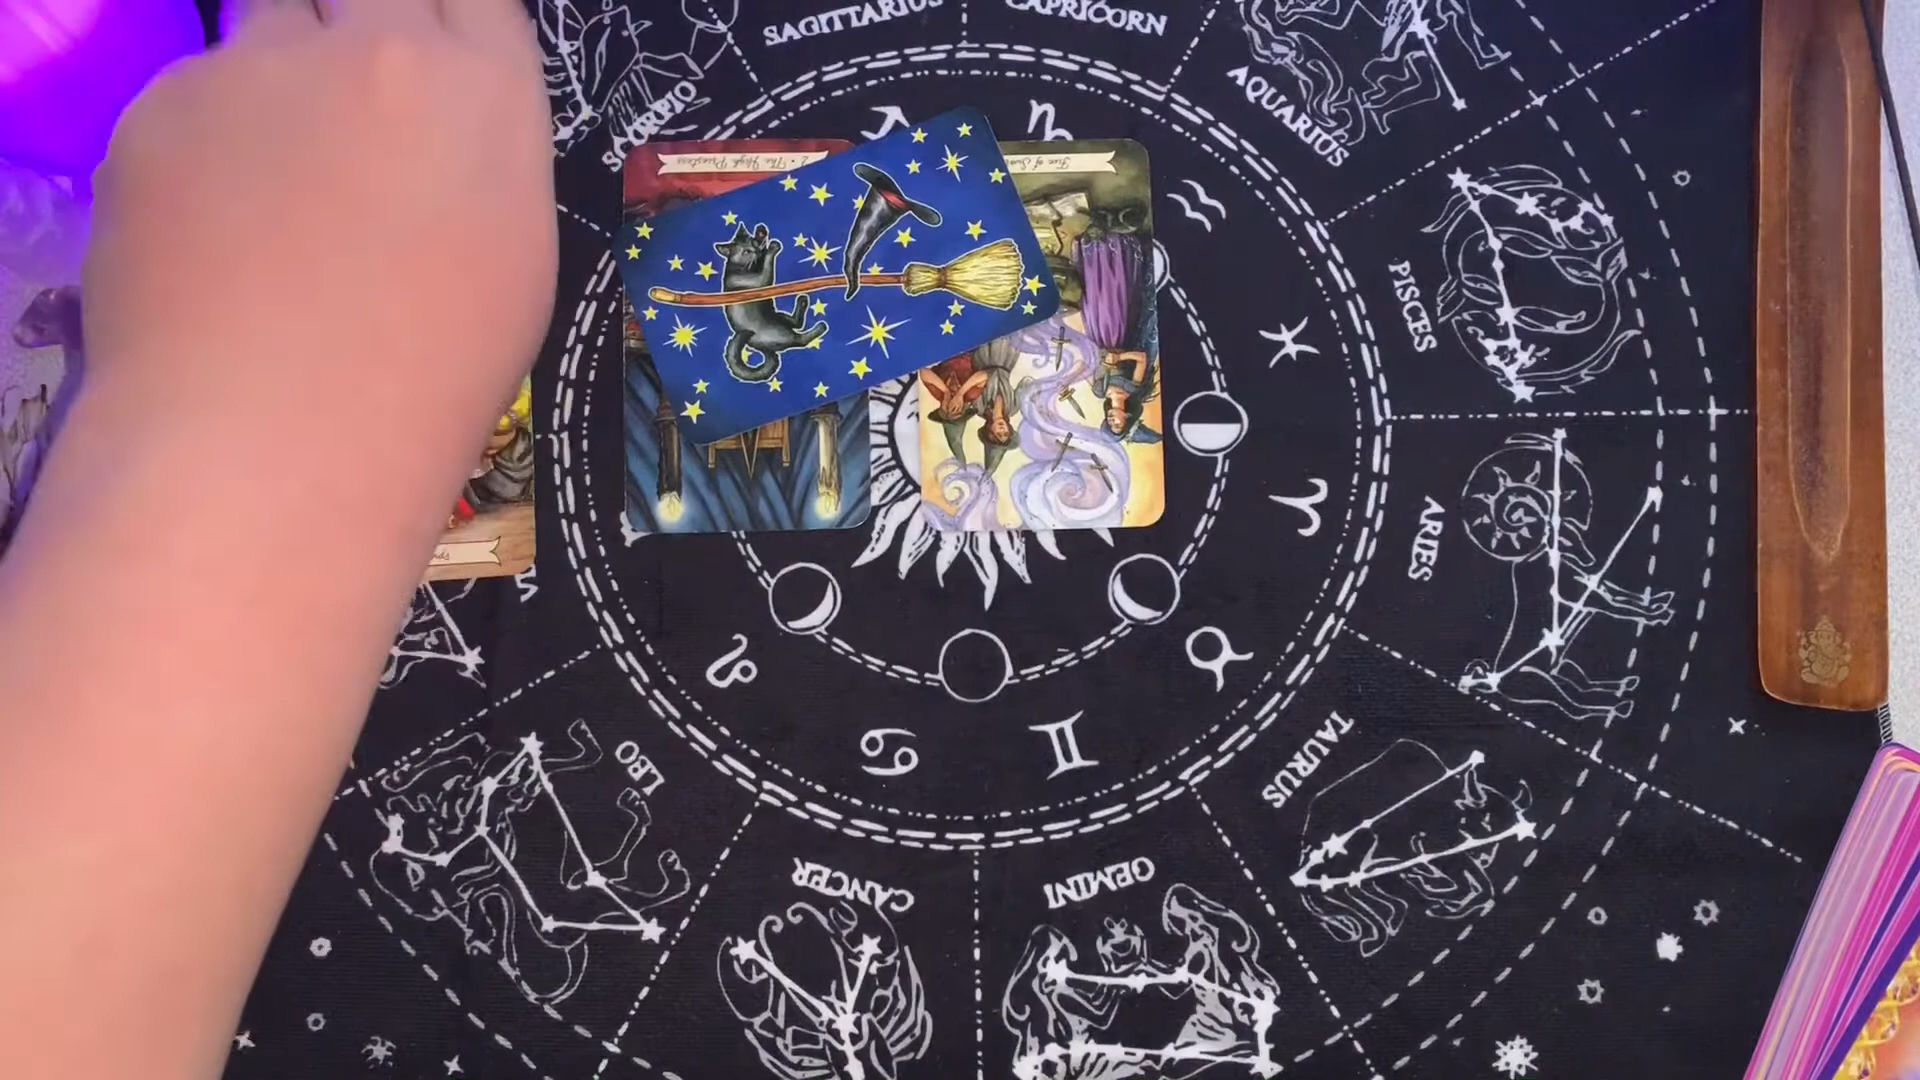 SAGITTARIUS
CAPRICORN
SCORPIO
AQUARIUS
2 • The High Priestess
PISCES
ARIES
LEO
TAURUS
CANCER
GEMINI